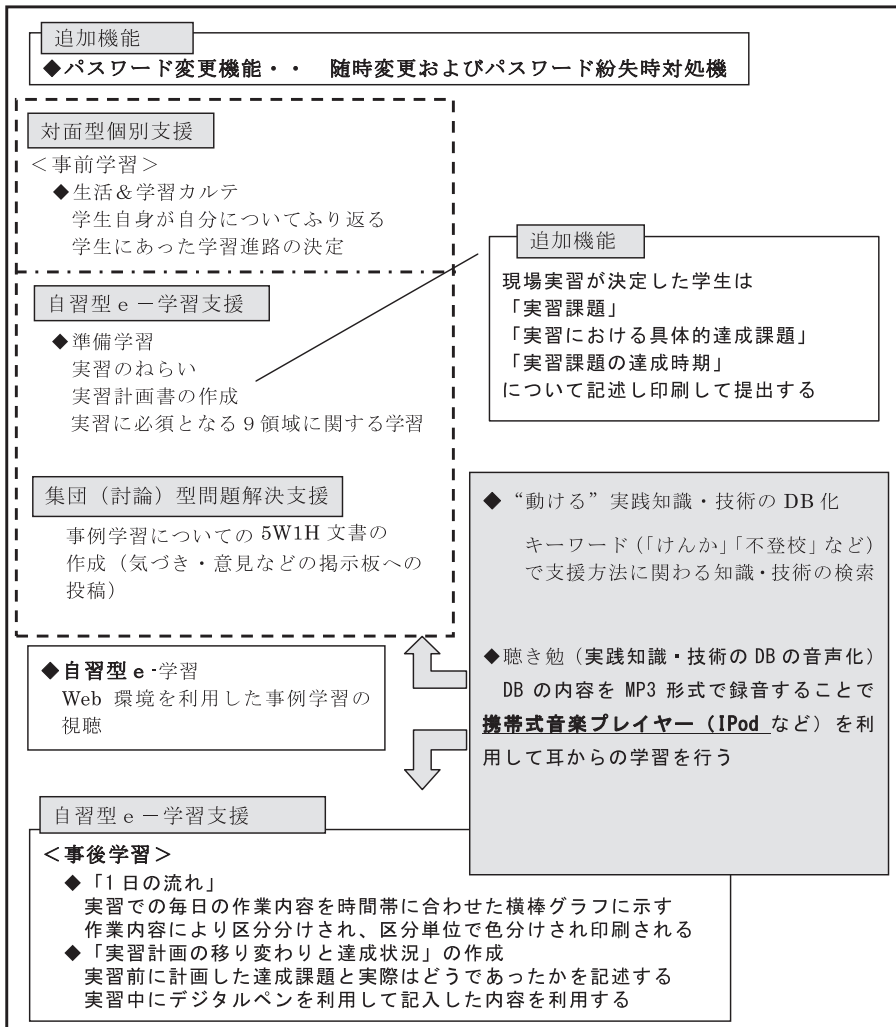 追加機能
◆パスワード変更機能・・　随時変更およびパスワード紛失時対処機
対面型個別支援
＜事前学習＞
◆生活＆学習カルテ
学生自身が自分についてふり返る
学生にあった学習進路の決定
追加機能
現場実習が決定した学生は
「実習課題」
「実習における具体的達成課題」
「実習課題の達成時期」
について記述し印刷して提出する
自習型ｅ－学習支援
◆準備学習
実習のねらい
実習計画書の作成
実習に必須となる９領域に関する学習
集団（討論）型問題解決支援
事例学習についての 5W1H 文書の
作成（気づき・意見などの掲示板への
投稿）
◆自習型ｅ-学習
Web 環境を利用した事例学習の
視聴
◆ “動ける” 実践知識・技術の DB 化
キーワード（「けんか」「不登校」など）
で支援方法に関わる知識・技術の検索
◆聴き勉（実践知識・技術の DB の音声化）
DB の内容を MP3 形式で録音することで
携帯式音楽プレイヤー（IPod など）を利
用して耳からの学習を行う
自習型ｅ－学習支援
＜事後学習＞
◆「1 日の流れ」
実習での毎日の作業内容を時間帯に合わせた横棒グラフに示す
作業内容により区分分けされ、区分単位で色分けされ印刷される
◆「実習計画の移り変わりと達成状況」の作成
実習前に計画した達成課題と実際はどうであったかを記述する
実習中にデジタルペンを利用して記入した内容を利用する